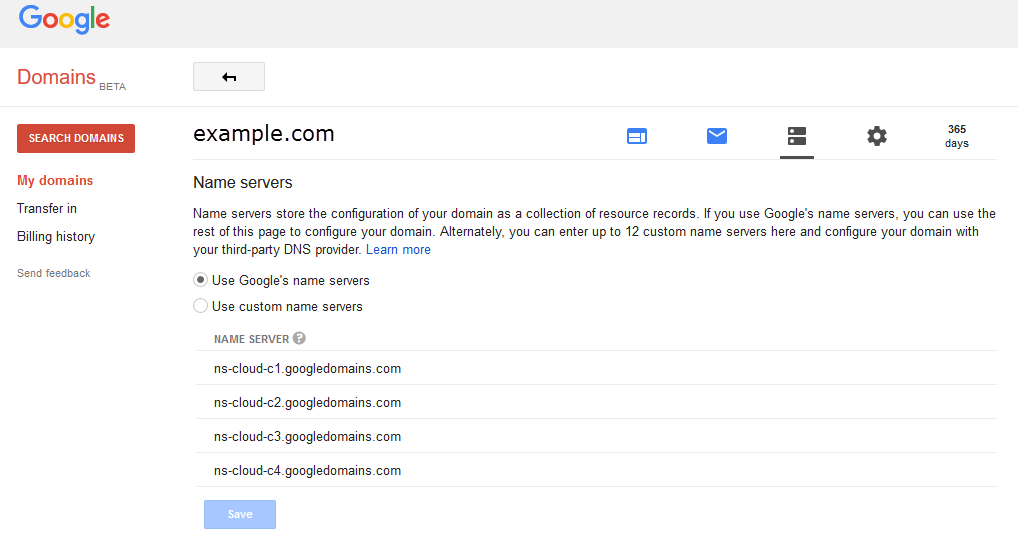 Google
Domains BETA
SEARCH DOMAINS
My domains
Transfer in
Billing history
Send feedback
example.com
365
days
Name servers
Name servers store the configuration of your domain as a collection of resource records. If you use Google's name servers, you can use the
rest of this page to configure your domain. Alternately, you can enter up to 12 custom name servers here and configure your domain with
your third-party DNS provider. Learn more
Use Google's name servers
Use custom name servers
NAME SERVER ?
ns-cloud-c1.googledomains.com
ns-cloud-c2.googledomains.com
ns-cloud-c3.googledomains.com
ns-cloud-c4.googledomains.com
Save